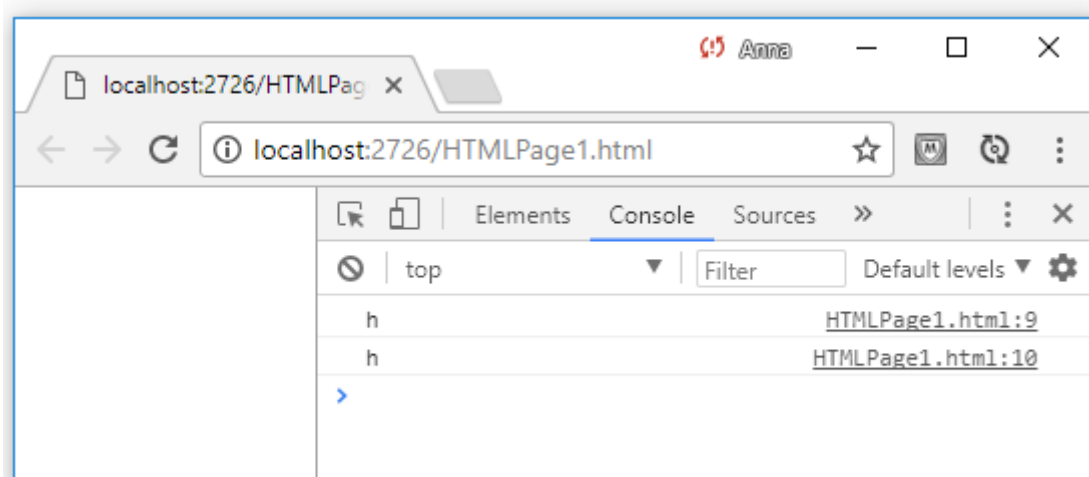 Anna
localhost:2726/HTMLPag
localhost:2726/HTMLPage1.html
Elements Console Sources »
top Filter Default levels
h HTMLPage1.html:9
h HTMLPage1.html:10
>